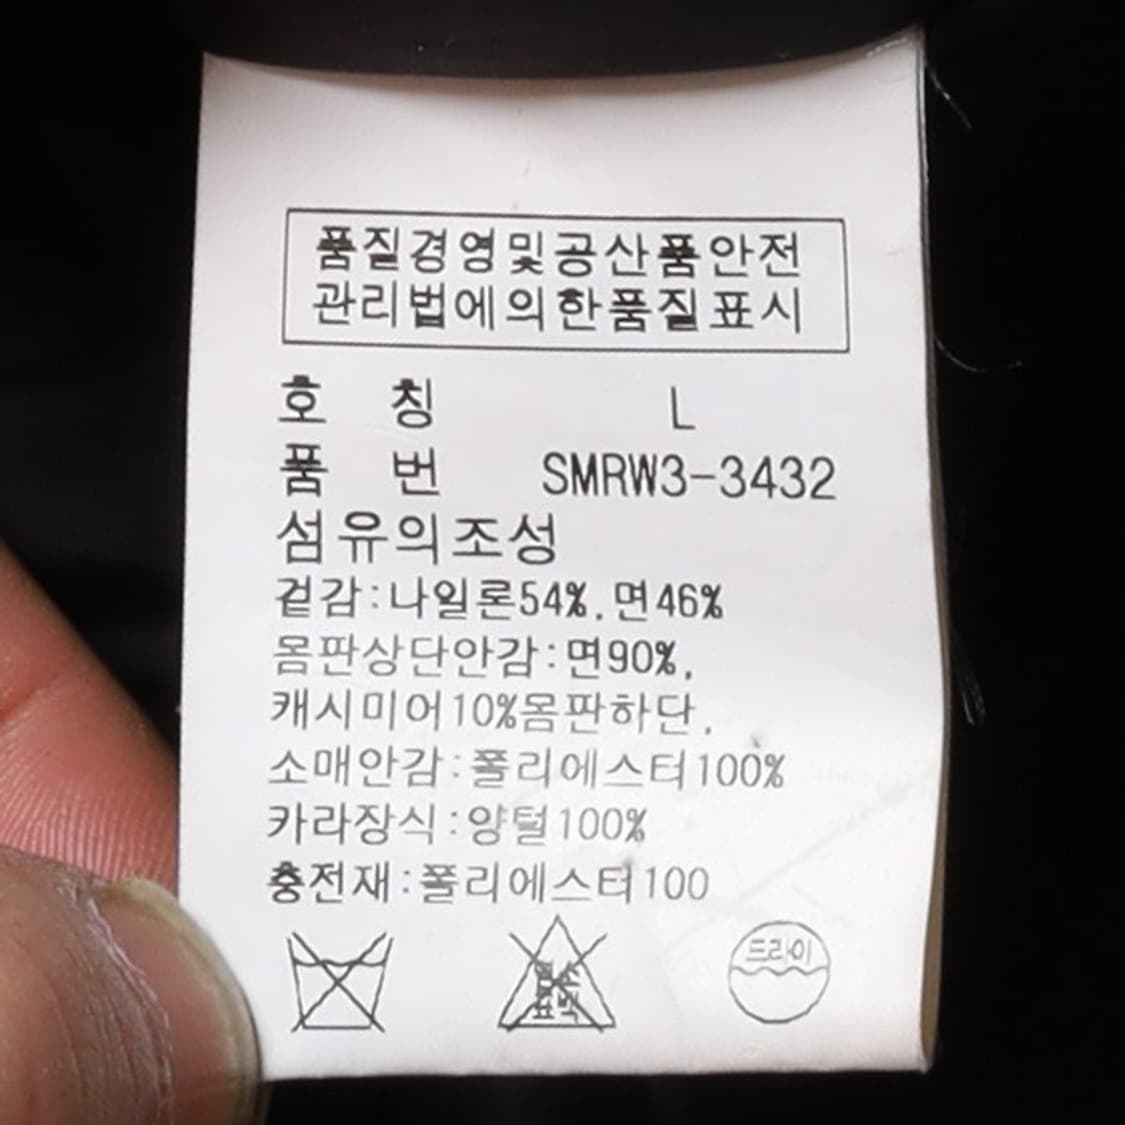 품질경영및공산품안전
관리법에의한품질표시
호 칭 L
품 번 SMRW3-3432
섬유의조성
겉감:나일론54%,면46%
몸판상단안감:면90%,
캐시미어10%몸판하단,
소매안감:폴리에스터100%
카라장식:양털100%
충전재:폴리에스터100
염소
표백
드라이